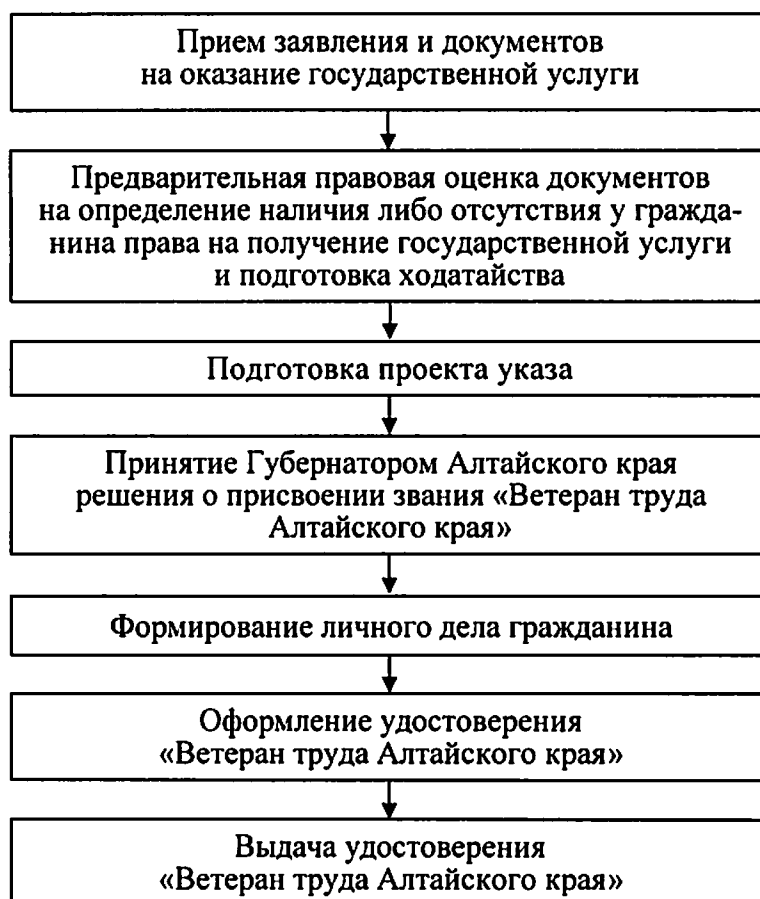 Прием заявления и документов
на оказание государственной услуги
Предварительная правовая оценка документов
на определение наличия либо отсутствия у гражда-
нина права на получение государственной услуги
и подготовка ходатайства
Подготовка проекта указа
Принятие Губернатором Алтайского края
решения о присвоении звания «Ветеран труда
Алтайского края»
Формирование личного дела гражданина
Оформление удостоверения
«Ветеран труда Алтайского края»
Выдача удостоверения
«Ветеран труда Алтайского края»